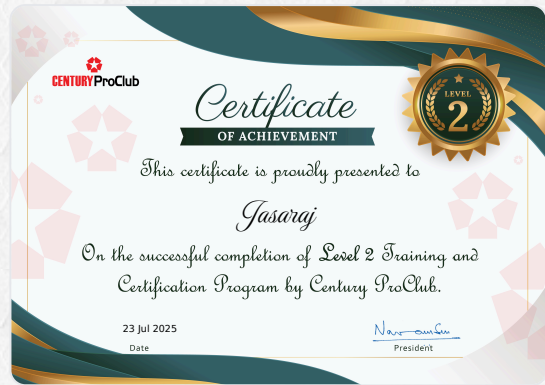 CENTURY ProClub
Certificate
OF ACHIEVEMENT
LEVEL
2
This certificate is proudly presented to
Jasaraj
On the successful completion of Level 2 Training and
Certification Program by Century ProClub.
23 Jul 2025
Date
President